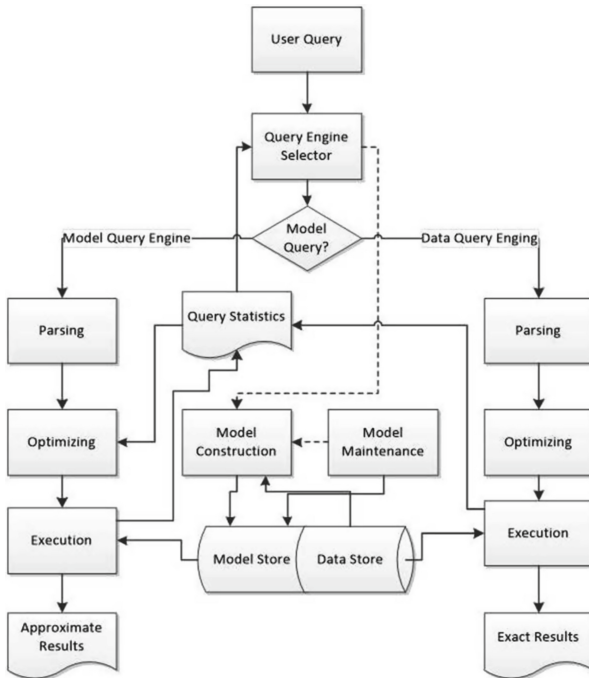 User Query
Query Engine
Selector
Model
Query?
Model Query Engine
Data Query Enging
Parsing
Query Statistics
Parsing
Optimizing
Model
Construction
Model
Maintenance
Optimizing
Execution
Model Store
Data Store
Execution
Approximate
Results
Exact Results